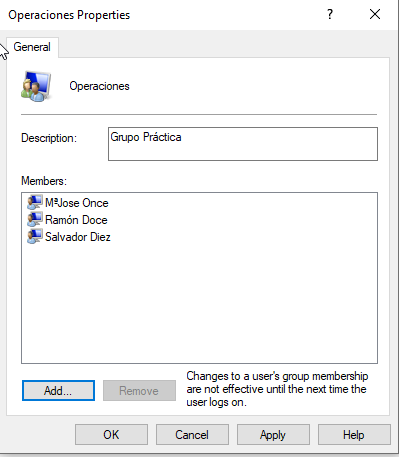 Operaciones Properties
?
General
Operaciones
Description:
Grupo Práctica
Members:
MªJose Once
Ramón Doce
Salvador Diez
Add...
Remove
Changes to a user's group membership
are not effective until the next time the
user logs on.
OK
Cancel
Apply
Help